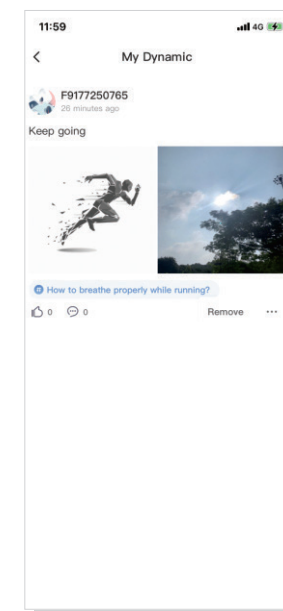 11:59
4G
My Dynamic
F9177250765
26 minutes ago
Keep going
# How to breathe properly while running?
0 0 Remove ...